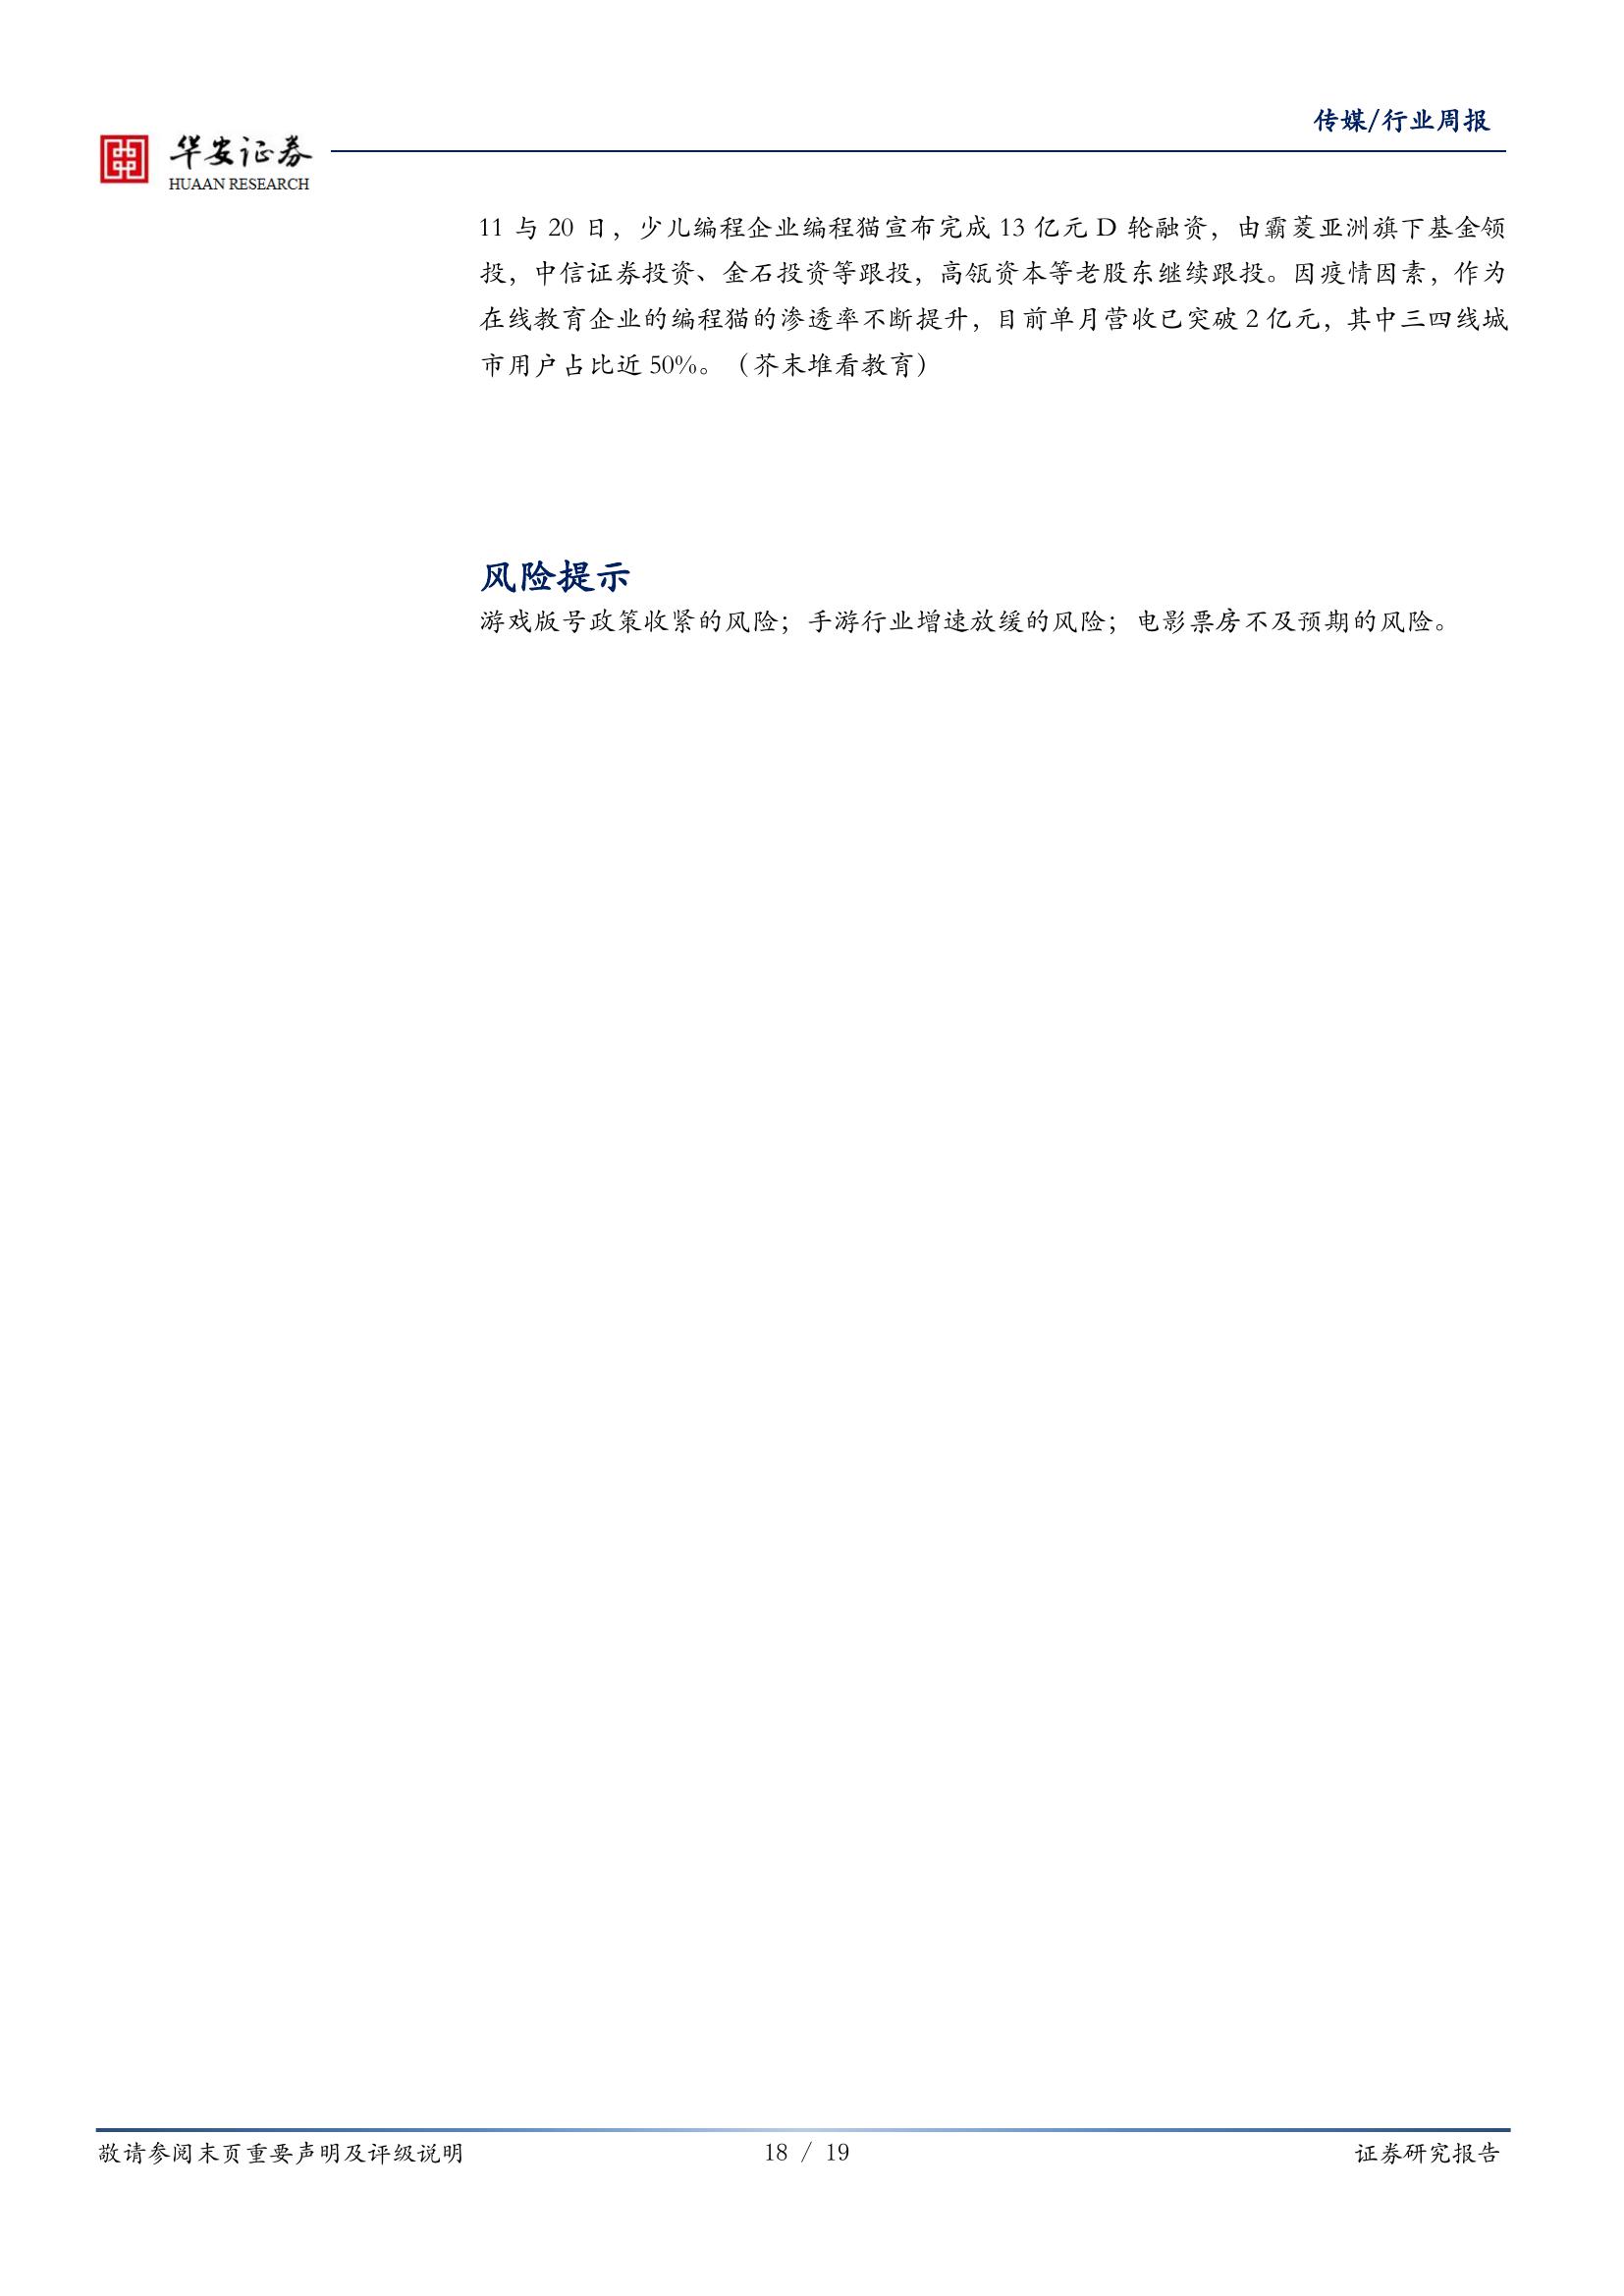 传媒/行业周报
华安证券
HUAAN RESEARCH
11 与 20 日，少儿编程企业编程猫宣布完成 13 亿元 D 轮融资，由霸菱亚洲旗下基金领
投，中信证券投资、金石投资等跟投，高瓴资本等老股东继续跟投。因疫情因素，作为
在线教育企业的编程猫的渗透率不断提升，目前单月营收已突破 2 亿元，其中三四线城
市用户占比近 50%。（芥末堆看教育）
风险提示
游戏版号政策收紧的风险；手游行业增速放缓的风险；电影票房不及预期的风险。
敬请参阅末页重要声明及评级说明
18 / 19
证券研究报告